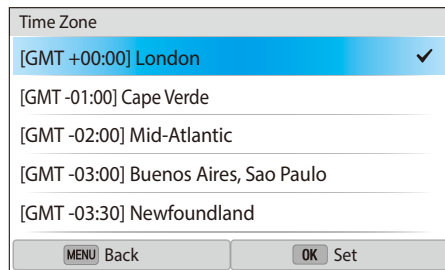 Time Zone
[GMT +00:00] London
[GMT -01:00] Cape Verde
[GMT -02:00] Mid-Atlantic
[GMT -03:00] Buenos Aires, Sao Paulo
[GMT -03:30] Newfoundland
MENU Back OK Set